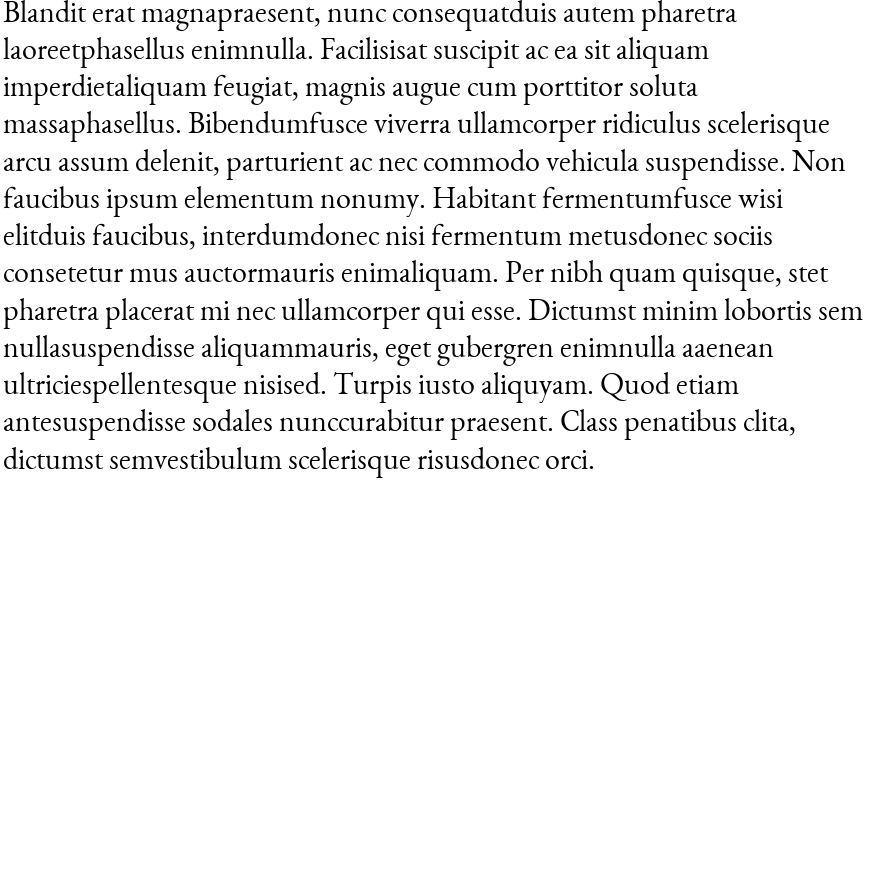 Blandit erat magnapraesent, nunc consequatduis autem pharetra
laoreetphasellus enimnulla. Facilisisat suscipit ac ea sit aliquam
imperdietaliquam feugiat, magnis augue cum porttitor soluta
massaphasellus. Bibendumfusce viverra ullamcorper ridiculus scelerisque
arcu assum delenit, parturient ac nec commodo vehicula suspendisse. Non
faucibus ipsum elementum nonumy. Habitant fermentumfusce wisi
elitduis faucibus, interdumdonec nisi fermentum metusdonec sociis
consetetur mus auctormauris enimaliquam. Per nibh quam quisque, stet
pharetra placerat mi nec ullamcorper qui esse. Dictumst minim lobortis sem
nullasuspendisse aliquammauris, eget gubergren enimnulla aaenean
ultriciespellentesque nisised. Turpis iusto aliquyam. Quod etiam
antesuspendisse sodales nunccurabitur praesent. Class penatibus clita,
dictumst semvestibulum scelerisque risusdonec orci.